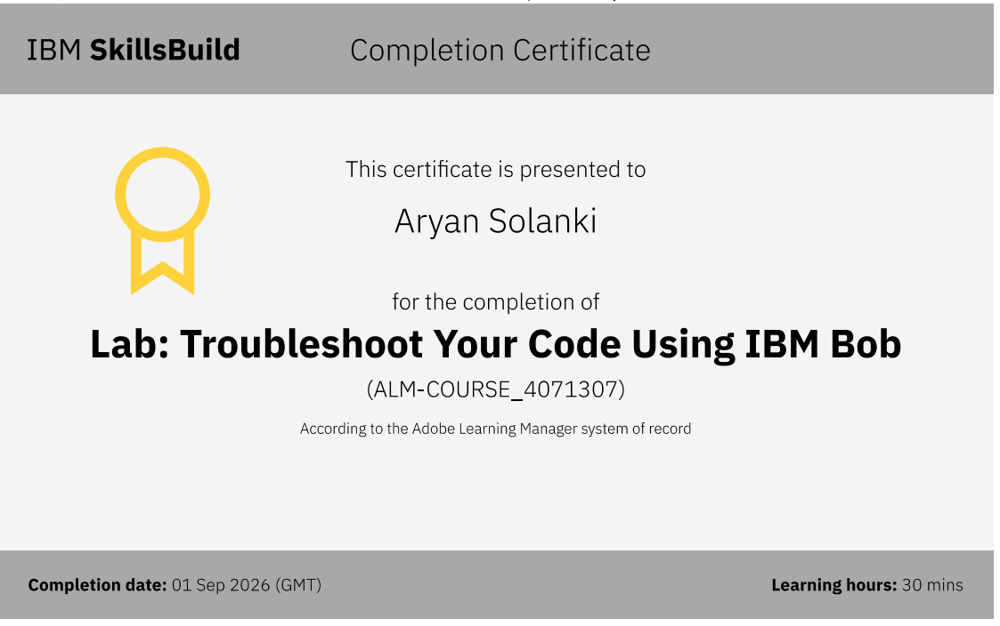 IBM SkillsBuild
Completion Certificate
This certificate is presented to
Aryan Solanki
for the completion of
Lab: Troubleshoot Your Code Using IBM Bob
(ALM-COURSE_4071307)
According to the Adobe Learning Manager system of record
Completion date: 01 Sep 2026 (GMT)
Learning hours: 30 mins